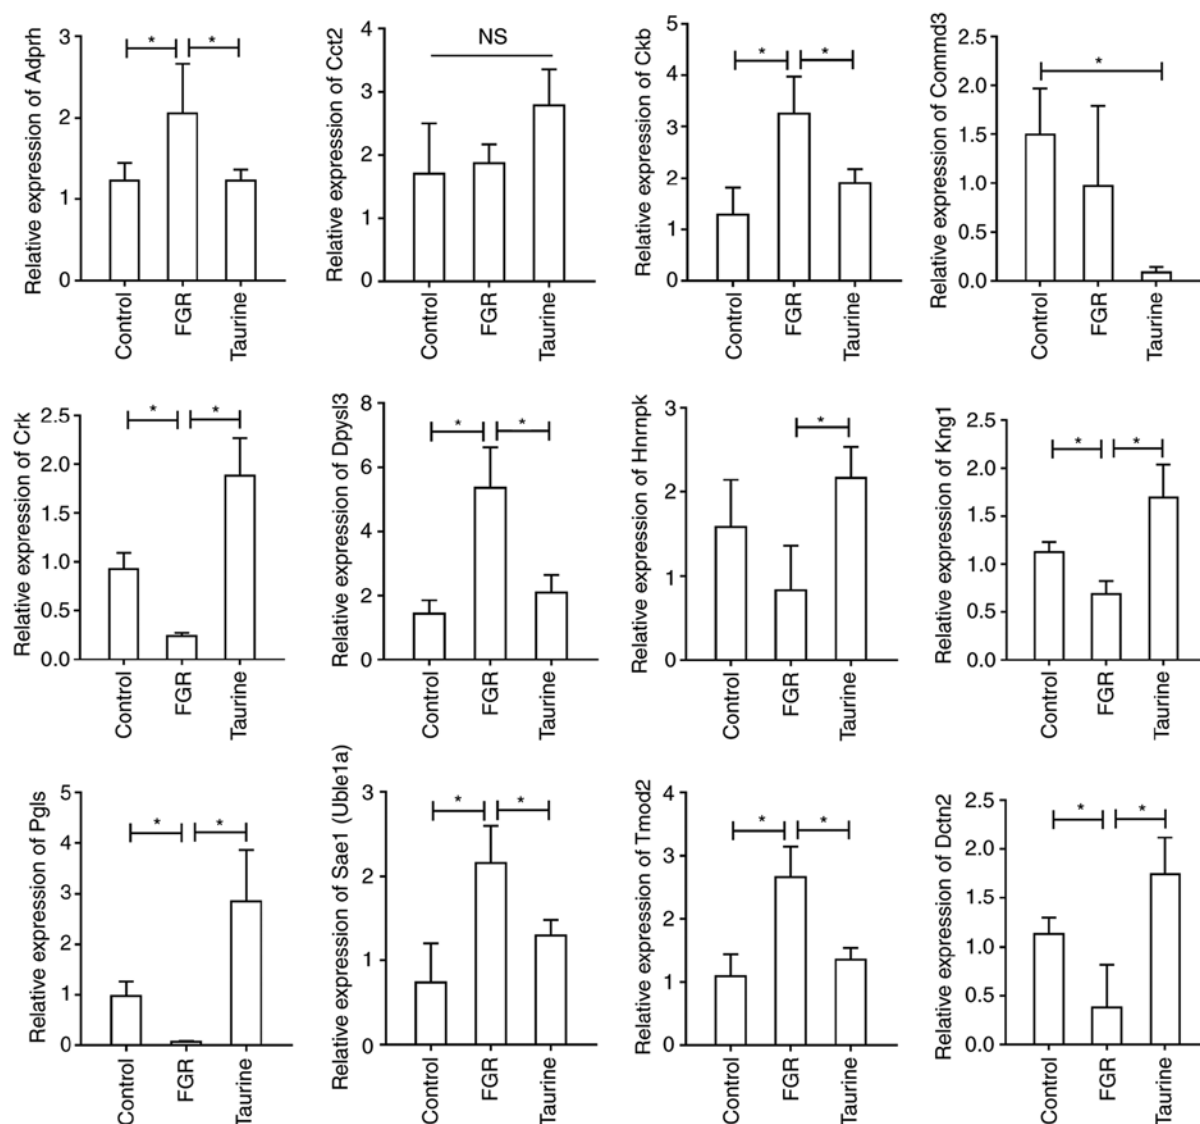 Relative expression of Adprh
3
2
1
0
*
*
Control
FGR
Taurine
Relative expression of Cct2
4
3
2
1
0
NS
Control
FGR
Taurine
Relative expression of Ckb
5
4
3
2
1
0
*
*
Control
FGR
Taurine
Relative expression of Commd3
2.5
2.0
1.5
1.0
0.5
0.0
*
Control
FGR
Taurine
Relative expression of Crk
2.5
2.0
1.5
1.0
0.5
0.0
*
*
Control
FGR
Taurine
Relative expression of Dpysl3
8
6
4
2
0
*
*
Control
FGR
Taurine
Relative expression of Hnrnpk
3
2
1
0
*
Control
FGR
Taurine
Relative expression of Kng1
2.5
2.0
1.5
1.0
0.5
0.0
*
*
Control
FGR
Taurine
Relative expression of Pgls
5
4
3
2
1
0
*
*
Control
FGR
Taurine
Relative expression of Sae1 (Uble1a)
3
2
1
0
*
*
Control
FGR
Taurine
Relative expression of Tmod2
4
3
2
1
0
*
*
Control
FGR
Taurine
Relative expression of Dctn2
2.5
2.0
1.5
1.0
0.5
0.0
*
*
Control
FGR
Taurine